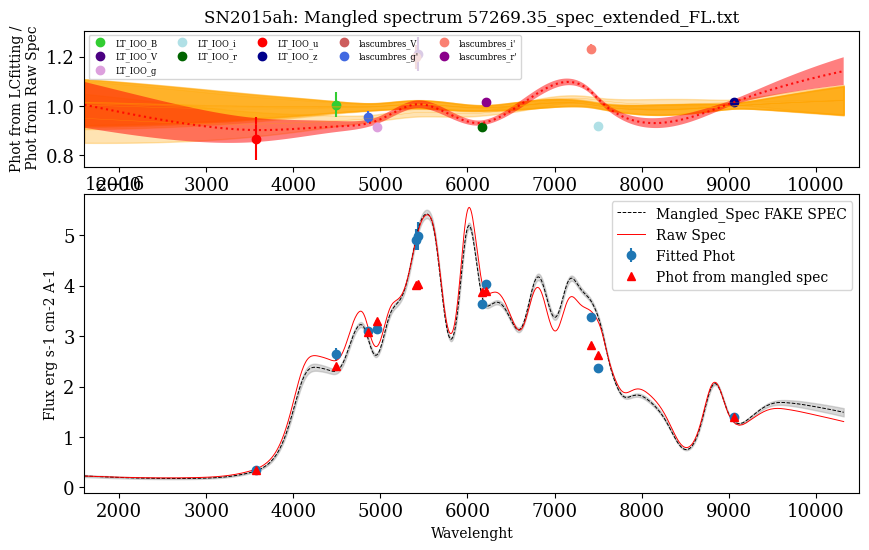 SN2015ah: Mangled spectrum 57269.35_spec_extended_FL.txt
Phot from LCfitting /
Phot from Raw Spec
1.2
1.0
0.8
LT_IOO_B
LT_IOO_V
LT_IOO_g
LT_IOO_i
LT_IOO_r
LT_IOO_u
LT_IOO_z
lascumbres_V
lascumbres_g'
lascumbres_i'
lascumbres_r'
2000 3000 4000 5000 6000 7000 8000 9000 10000
1e−16
Flux erg s-1 cm-2 A-1
5
4
3
2
1
0
Mangled_Spec FAKE SPEC
Raw Spec
Fitted Phot
Phot from mangled spec
2000 3000 4000 5000 6000 7000 8000 9000 10000
Wavelenght